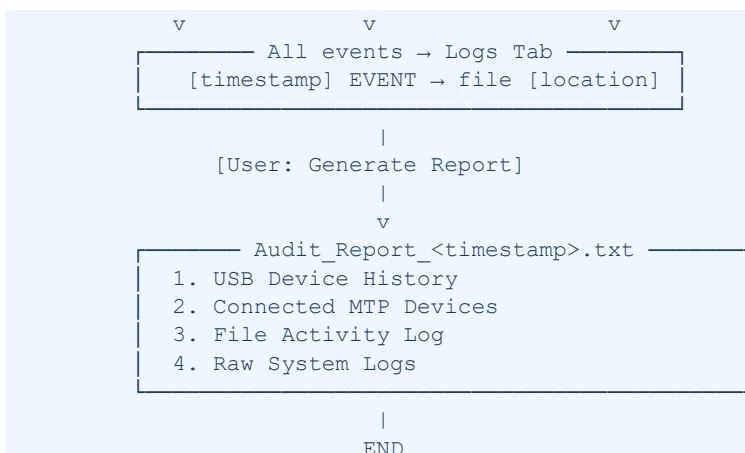 v v v
All events → Logs Tab
[timestamp] EVENT → file [location]
|
[User: Generate Report]
|
v
Audit_Report_<timestamp>.txt
1. USB Device History
2. Connected MTP Devices
3. File Activity Log
4. Raw System Logs
|
END